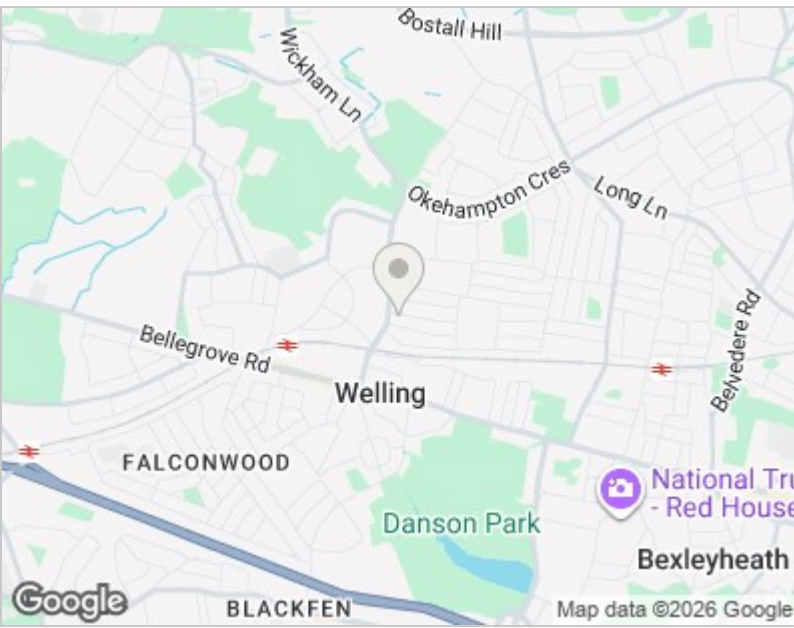 Bostall Hill
Wickham Ln
Okehampton Cres
Long Ln
Belvedere Rd
Bellegrove Rd
Welling
FALCONWOOD
National Tru
- Red House
Danson Park
Bexleyheath
Google
BLACKFEN
Map data ©2026 Google